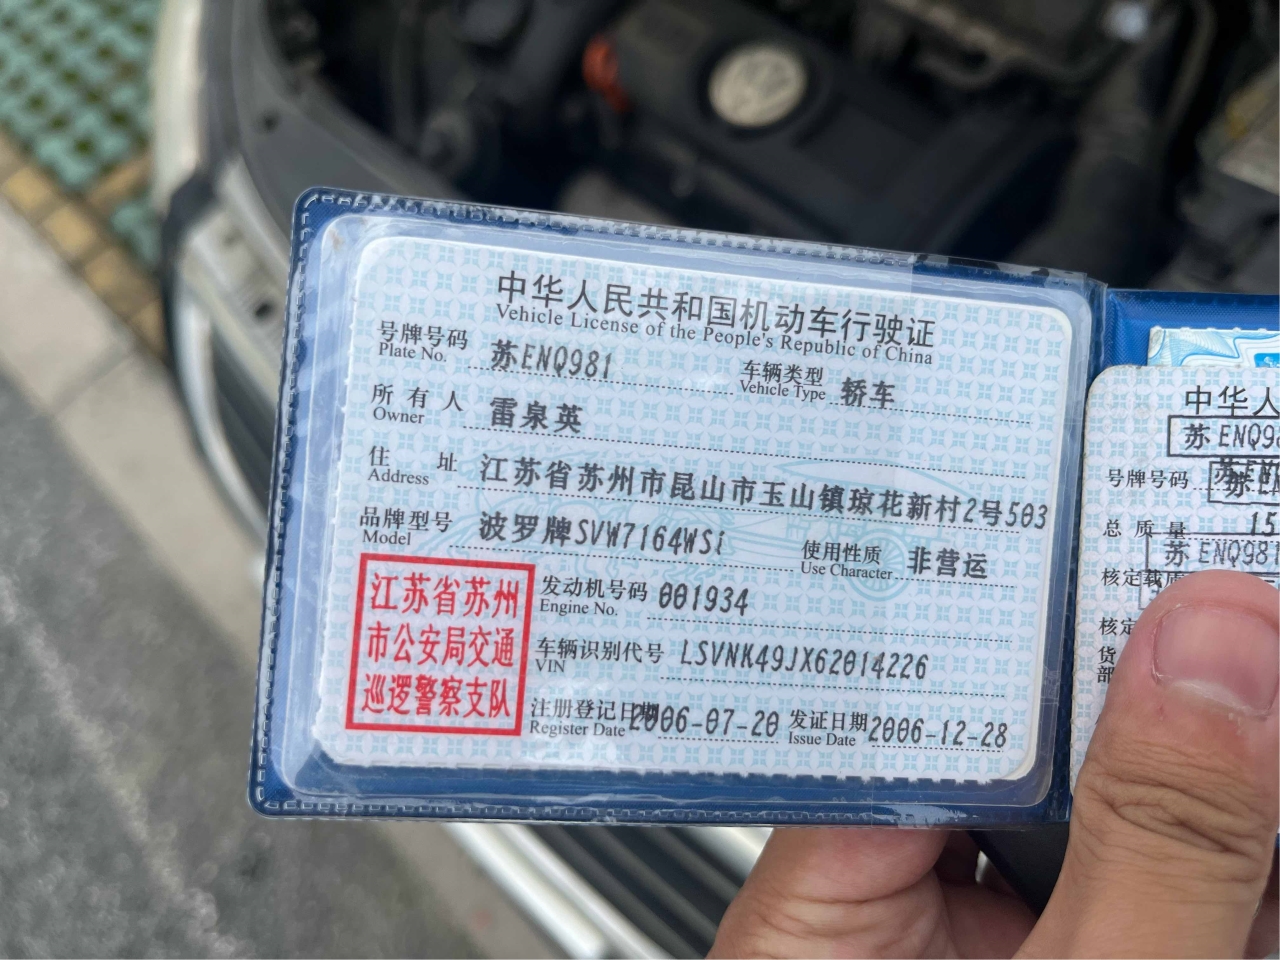 中华人民共和国机动车行驶证
Vehicle License of the People's Republic of China
号牌号码 苏ENQ981 车辆类型 轿车
Plate No. Vehicle Type
所有人 雷泉英
Owner
住址 江苏省苏州市昆山市玉山镇琼花新村2号503
Address
品牌型号 波罗牌SVW7164WSi 使用性质 非营运
Model Use Character
江苏省苏州
市公安局交通
巡逻警察支队
发动机号码 001934
Engine No.
车辆识别代号 LSVNK49JX62014226
VIN
注册登记日期 2006-07-20 发证日期 2006-12-28
Register Date Issue Date
中华人
苏ENQ9
号牌号码
总质量 15
苏ENQ981
核定载质
核定